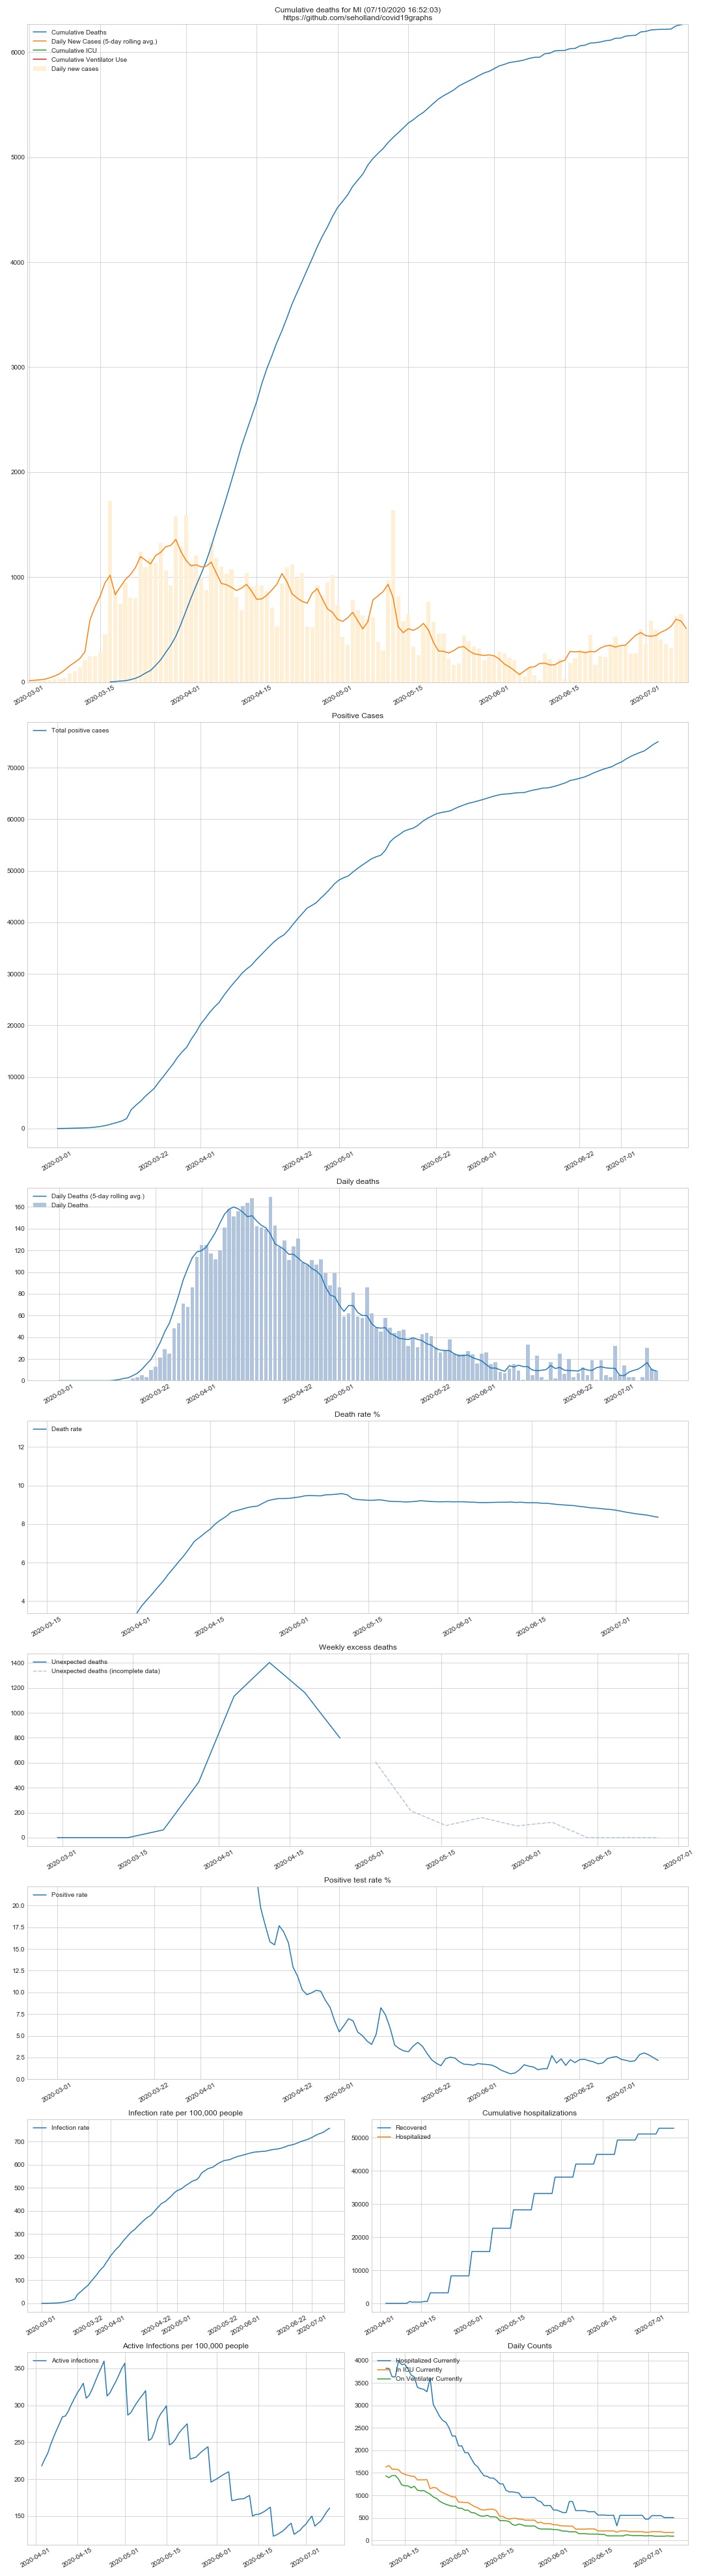 Cumulative deaths for MI (07/10/2020 16:52:03)
https://github.com/seholland/covid19graphs
Cumulative Deaths
Daily New Cases (5-day rolling avg.)
Cumulative ICU
Cumulative Ventilator Use
Daily new cases
6000
5000
4000
3000
2000
1000
0
2020-03-01 2020-03-15 2020-04-01 2020-04-15 2020-05-01 2020-05-15 2020-06-01 2020-06-15 2020-07-01
Positive Cases
Total positive cases
70000
60000
50000
40000
30000
20000
10000
0
2020-03-01 2020-03-22 2020-04-01 2020-04-22 2020-05-01 2020-05-22 2020-06-01 2020-06-22 2020-07-01
Daily deaths
Daily Deaths (5-day rolling avg.)
Daily Deaths
160
140
120
100
80
60
40
20
0
2020-03-01 2020-03-22 2020-04-01 2020-04-22 2020-05-01 2020-05-22 2020-06-01 2020-06-22 2020-07-01
Death rate %
Death rate
12
10
8
6
4
2020-03-15 2020-04-01 2020-04-15 2020-05-01 2020-05-15 2020-06-01 2020-06-15 2020-07-01
Weekly excess deaths
Unexpected deaths
Unexpected deaths (incomplete data)
1400
1200
1000
800
600
400
200
0
2020-03-01 2020-03-15 2020-04-01 2020-04-15 2020-05-01 2020-05-15 2020-06-01 2020-06-15 2020-07-01
Positive test rate %
Positive rate
20.0
17.5
15.0
12.5
10.0
7.5
5.0
2.5
0.0
2020-03-01 2020-03-22 2020-04-01 2020-04-22 2020-05-01 2020-05-22 2020-06-01 2020-06-22 2020-07-01
Infection rate per 100,000 people
Infection rate
700
600
500
400
300
200
100
0
2020-03-01 2020-03-22 2020-04-01 2020-04-22 2020-05-01 2020-05-22 2020-06-01 2020-06-22 2020-07-01
Cumulative hospitalizations
Recovered
Hospitalized
50000
40000
30000
20000
10000
0
2020-04-01 2020-04-15 2020-05-01 2020-05-15 2020-06-01 2020-06-15 2020-07-01
Active Infections per 100,000 people
Active infections
350
300
250
200
150
2020-04-01 2020-04-15 2020-05-01 2020-05-15 2020-06-01 2020-06-15 2020-07-01
Daily Counts
Hospitalized Currently
In ICU Currently
On Ventilator Currently
4000
3500
3000
2500
2000
1500
1000
500
0
2020-04-15 2020-05-01 2020-05-15 2020-06-01 2020-06-15 2020-07-01